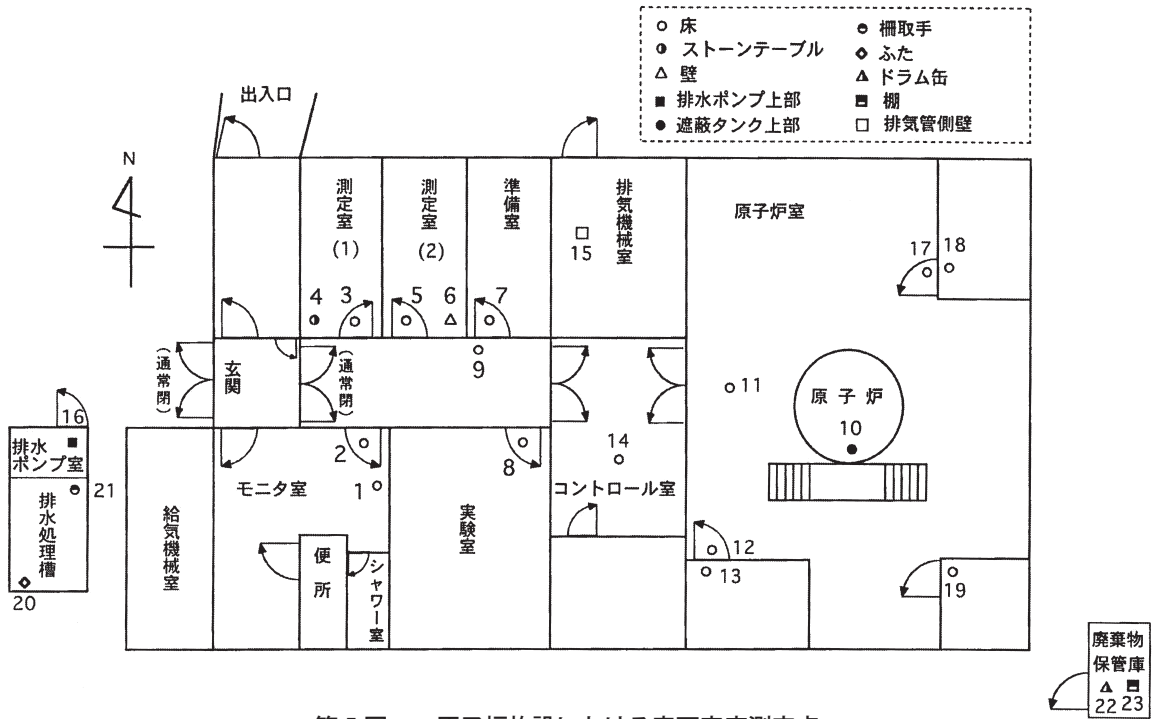 床
ストーンテーブル
壁
排水ポンプ上部
遮蔽タンク上部
柵取手
ふた
ドラム缶
棚
排気管側壁
出入口
N
測定室
(1)
測定室
(2)
準備室
排気機械室
15
原子炉室
17
18
4
3
5
6
7
(通常閉)
玄関
(通常閉)
9
11
原子炉
10
16
排水
ポンプ室
21
排水処理槽
20
給気機械室
モニタ室
2
1
便所
シャワー室
8
実験室
14
コントロール室
12
13
19
廃棄物
保管庫
22
23